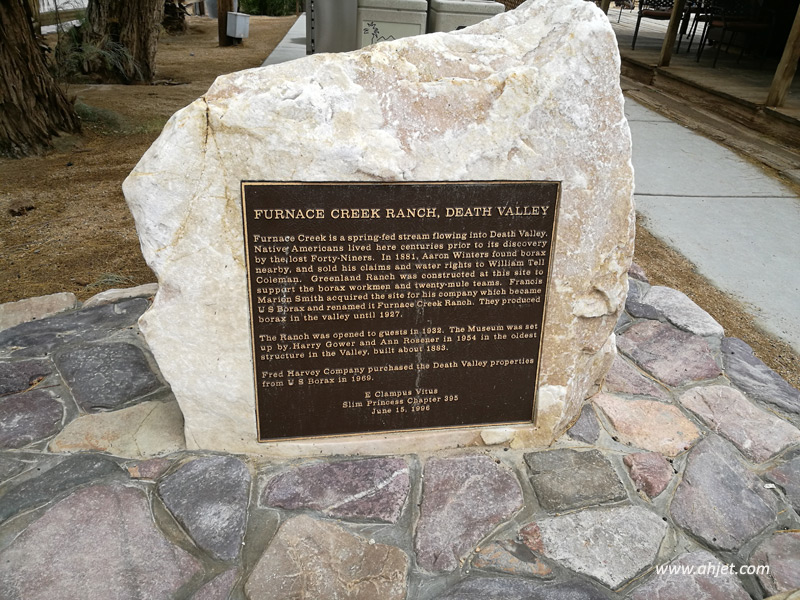 FURNACE CREEK RANCH, DEATH VALLEY
Furnace Creek is a spring-fed stream flowing into Death Valley.
Native Americans lived here centuries prior to its discovery
by the lost Forty-Niners. In 1881, Aaron Winters found borax
nearby, and sold his claims and water rights to William Tell
Coleman. Greenland Ranch was constructed at this site to
support the borax workmen and twenty-mule teams. Francis
Marion Smith acquired the site for his company which became
U S Borax and renamed it Furnace Creek Ranch. They produced
borax in the valley until 1927.
The Ranch was opened to guests in 1932. The Museum was set
up by Harry Gower and Ann Rosener in 1954 in the oldest
structure in the Valley, built about 1883.
Fred Harvey Company purchased the Death Valley properties
from U S Borax in 1969.
E Clampus Vitus
Slim Princess Chapter 395
June 15, 1996
www.ahjet.com